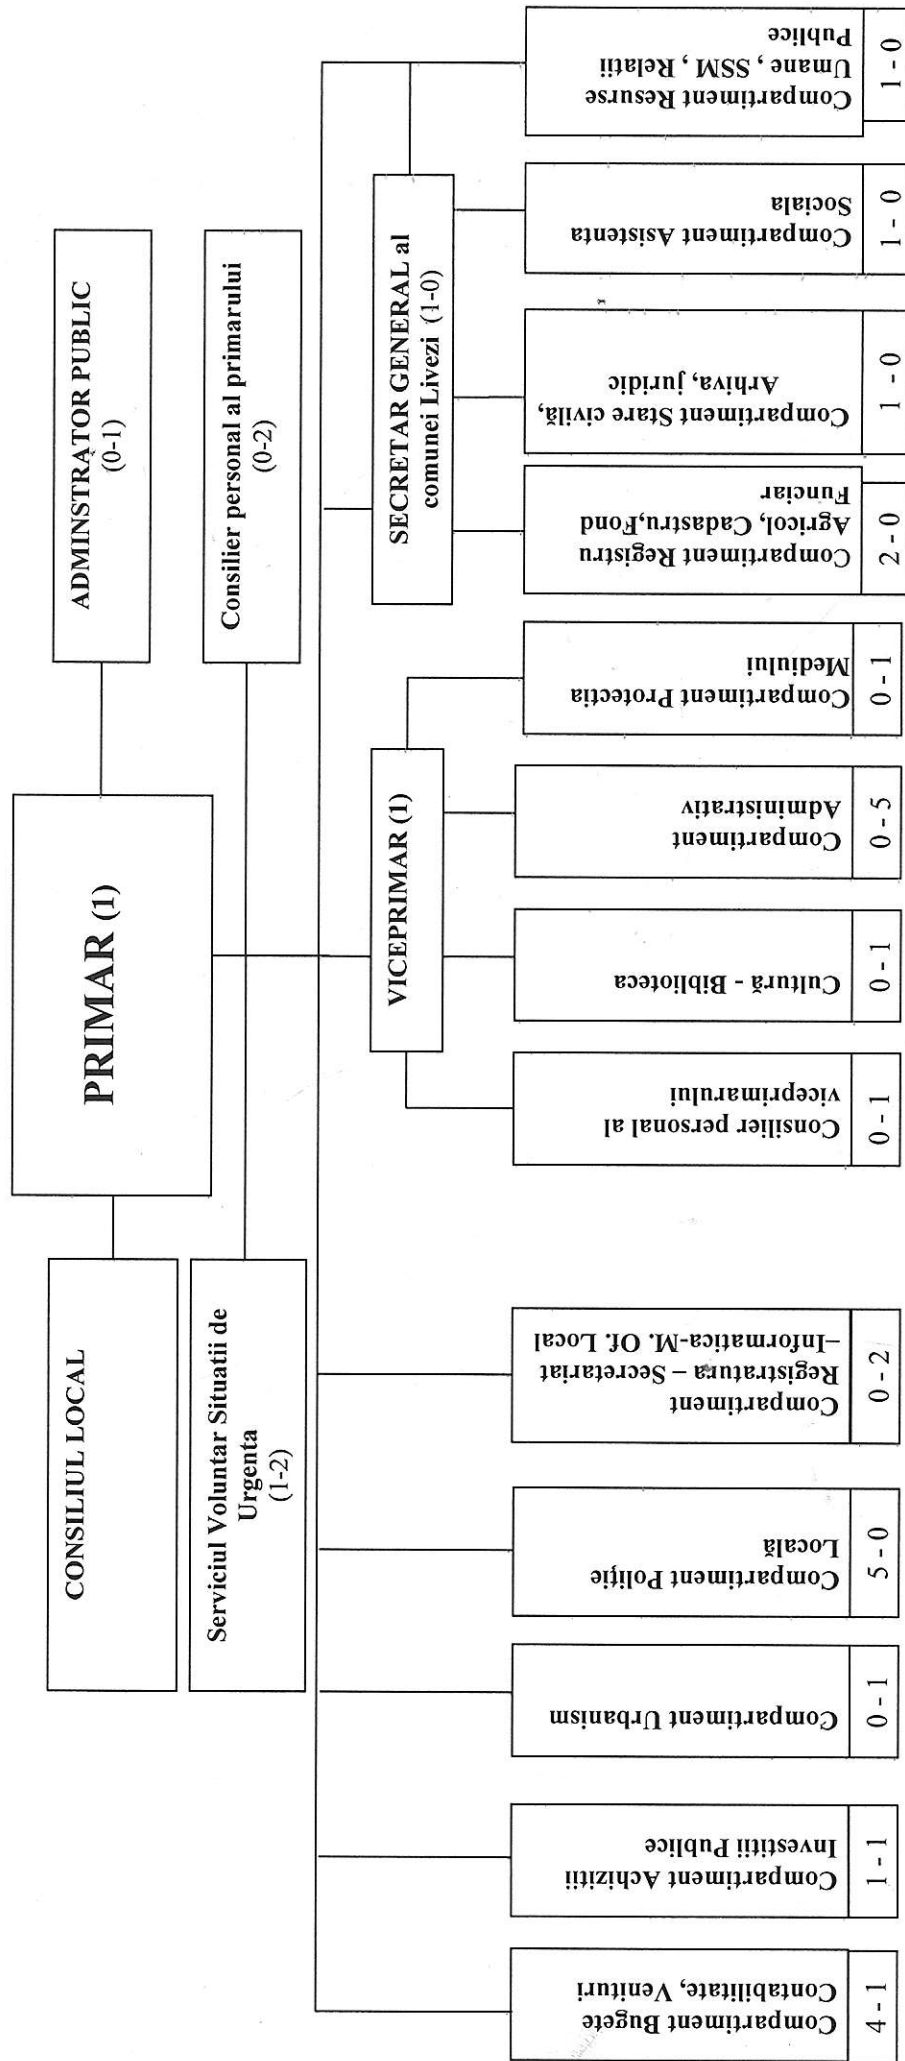 PRIMAR (1)
CONSILIUL LOCAL
ADMINSTRATOR PUBLIC
(0-1)
Serviciul Voluntar Situatii de
Urgenta
(1-2)
Consilier personal al primarului
(0-2)
VICEPRIMAR (1)
SECRETAR GENERAL al
comunei Livezi (1-0)
Compartiment Bugete
Contabilitate, Venituri
4 - 1
Compartiment Achizitii
Investitii Publice
1 - 1
Compartiment Urbanism
0 - 1
Compartiment Poliţie
Locală
5 - 0
Compartiment
Registratura – Secretariat
–Informatica-M. Of. Local
0 - 2
Consilier personal al
viceprimarului
0 - 1
Cultură - Biblioteca
0 - 1
Compartiment
Administrativ
0 - 5
Compartiment Protectia
Mediului
0 - 1
Compartiment Registru
Agricol, Cadastru,Fond
Funciar
2 - 0
Compartiment Stare civilă,
Arhiva, juridic
1 - 0
Compartiment Asistenta
Sociala
1 - 0
Compartiment Resurse
Umane , SSM , Relatii
Publice
1 - 0